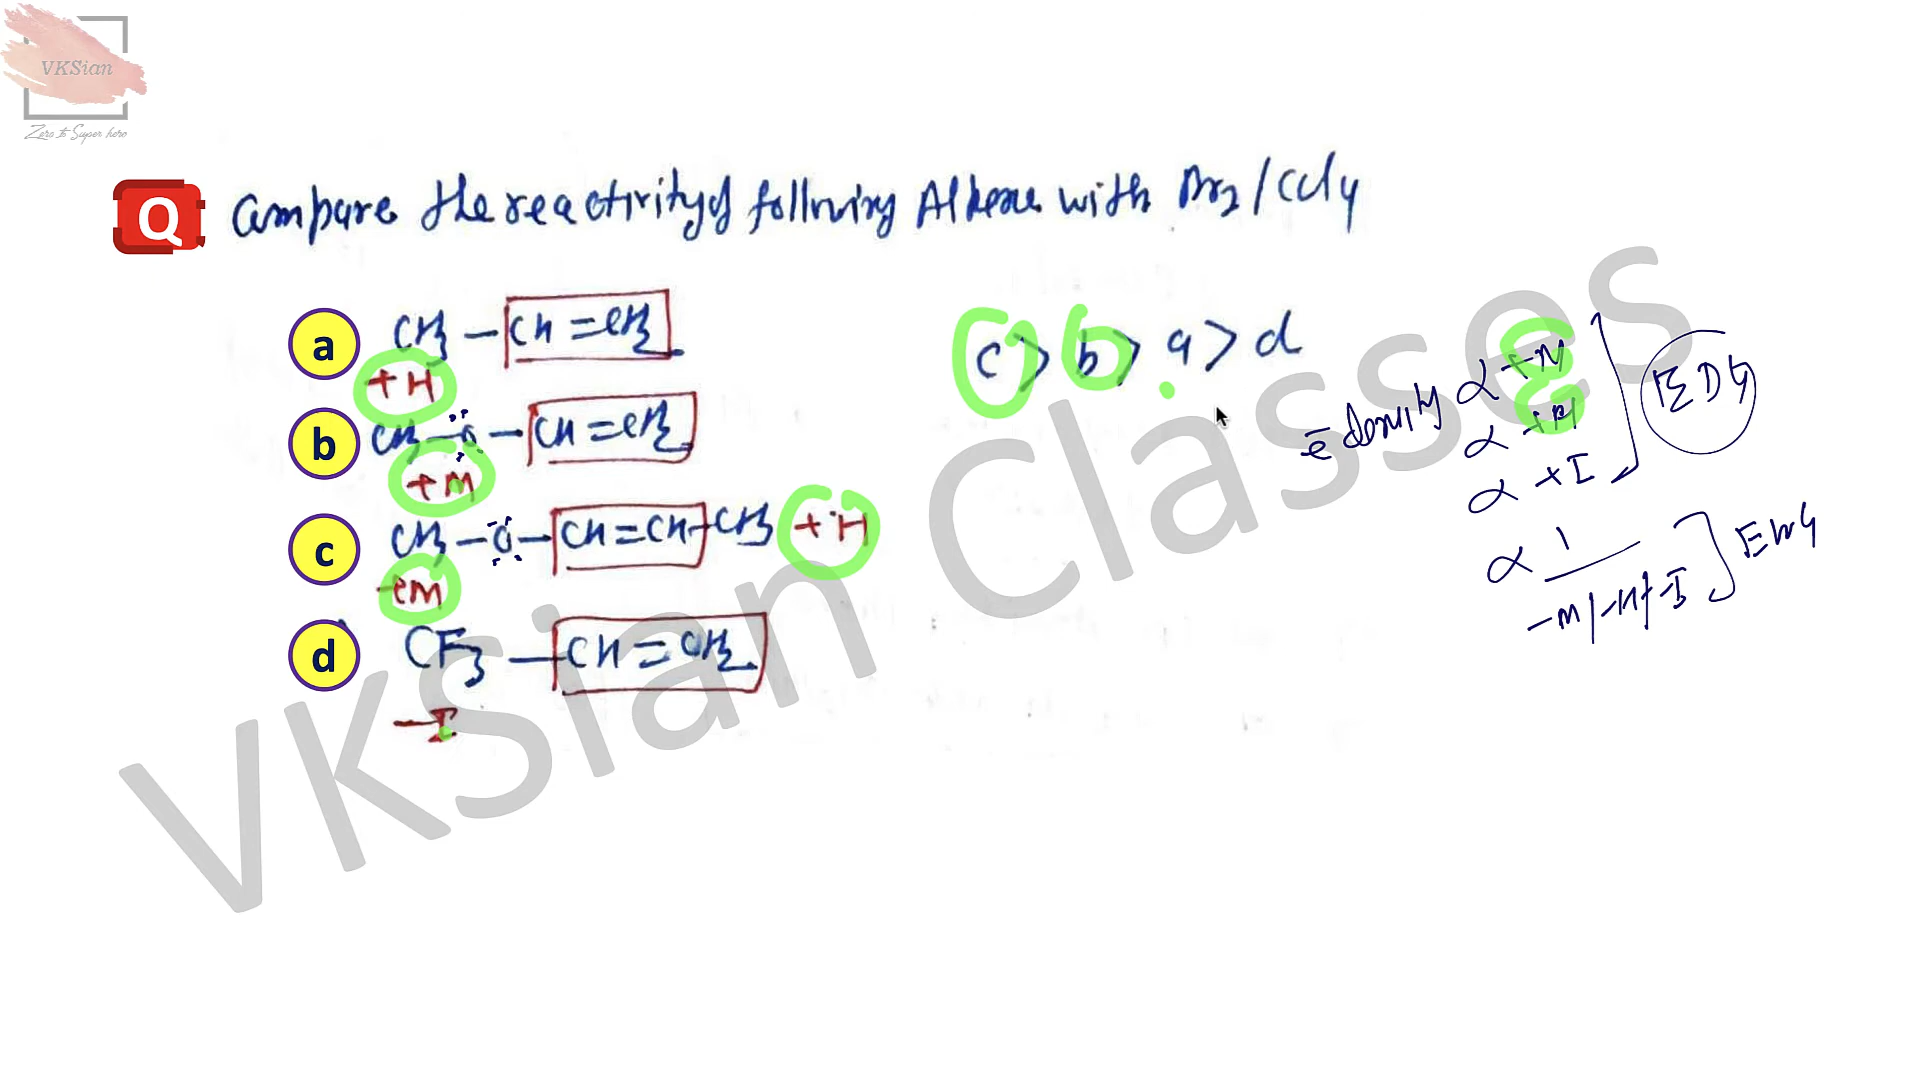 VKSian
Zero to Super hero
Q Compare the reactivity of following Alkene with Br2/CCl4
a CH3-CH=CH2
+H
b CH3-O-CH=CH2
+M
c CH3-O-CH=CH-CH3 +H
+M
d CF3-CH=CH2
-I
c > b > a > d
e density α +M
α +H
α +I
EDG
α 1
-M/-H/-I
EWG
VKSian Classes